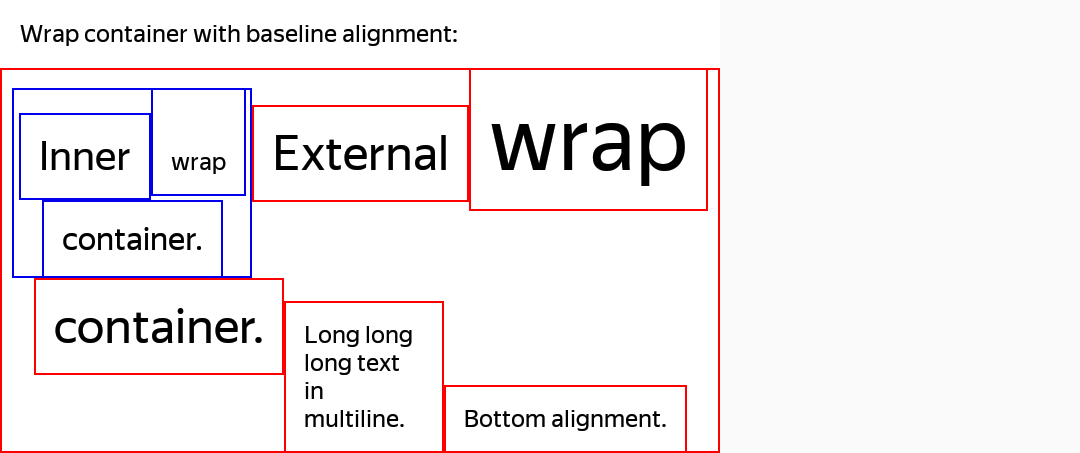 Wrap container with baseline alignment:
Inner wrap External wrap
container.
container.
Long long
long text
in
multiline.
Bottom alignment.